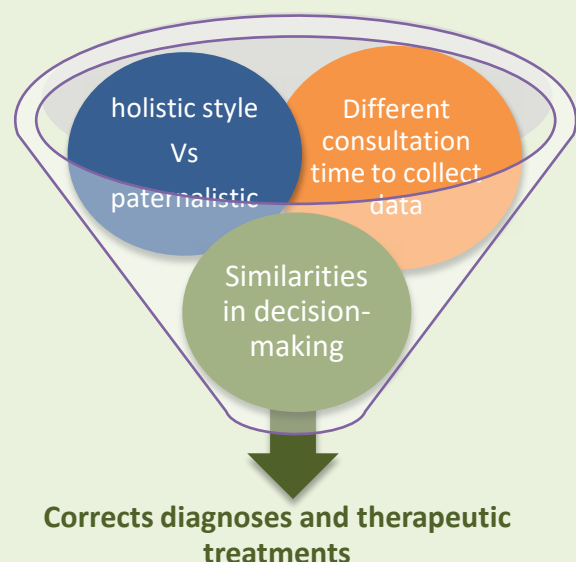 holistic style
Vs
paternalistic
Different
consultation
time to collect
data
Similarities
in decision-
making
Corrects diagnoses and therapeutic
treatments